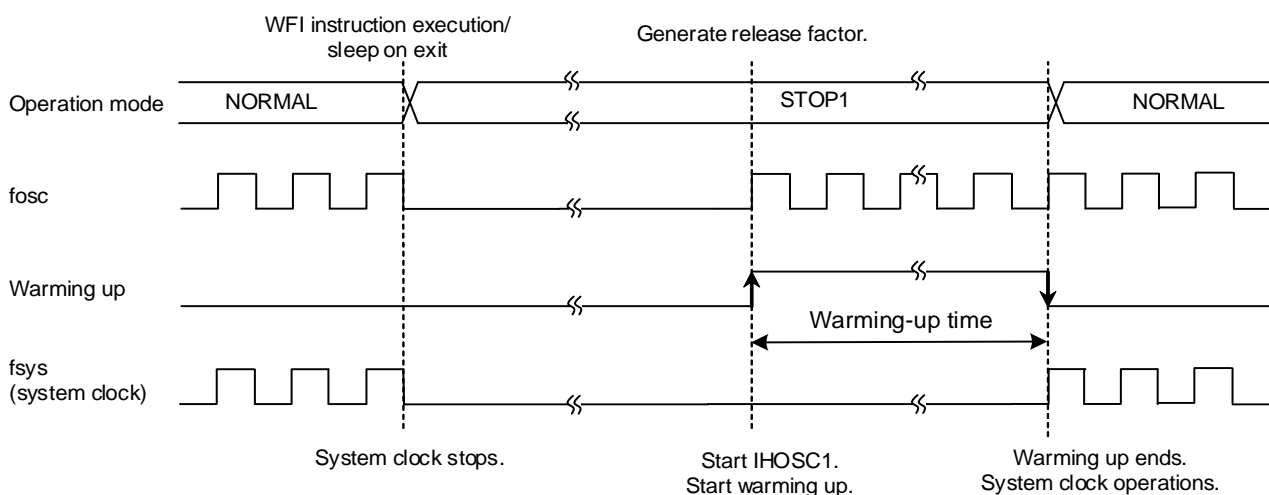 WFI instruction execution/
sleep on exit
Generate release factor.
Operation mode
NORMAL
STOP1
NORMAL
fosc
Warming up
Warming-up time
fsys
(system clock)
System clock stops.
Start IHOSC1.
Start warming up.
Warming up ends.
System clock operations.